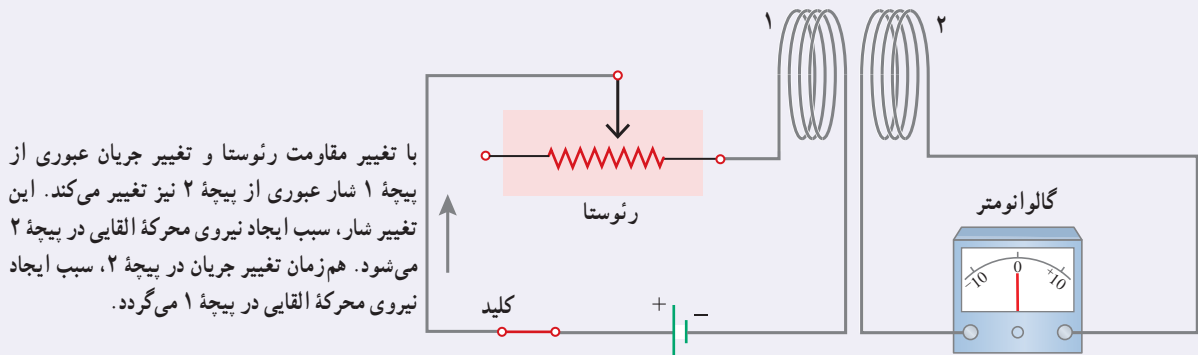 ۱
۲
با تغییر مقاومت رئوستا و تغییر جریان عبوری از
پیچهٔ ۱ شار عبوری از پیچهٔ ۲ نیز تغییر می‌کند. این
تغییر شار، سبب ایجاد نیروی محرکهٔ القایی در پیچهٔ ۲
می‌شود. هم‌زمان تغییر جریان در پیچهٔ ۲، سبب ایجاد
نیروی محرکهٔ القایی در پیچهٔ ۱ می‌گردد.
رئوستا
گالوانومتر
−10 0 +10
کلید
+ −